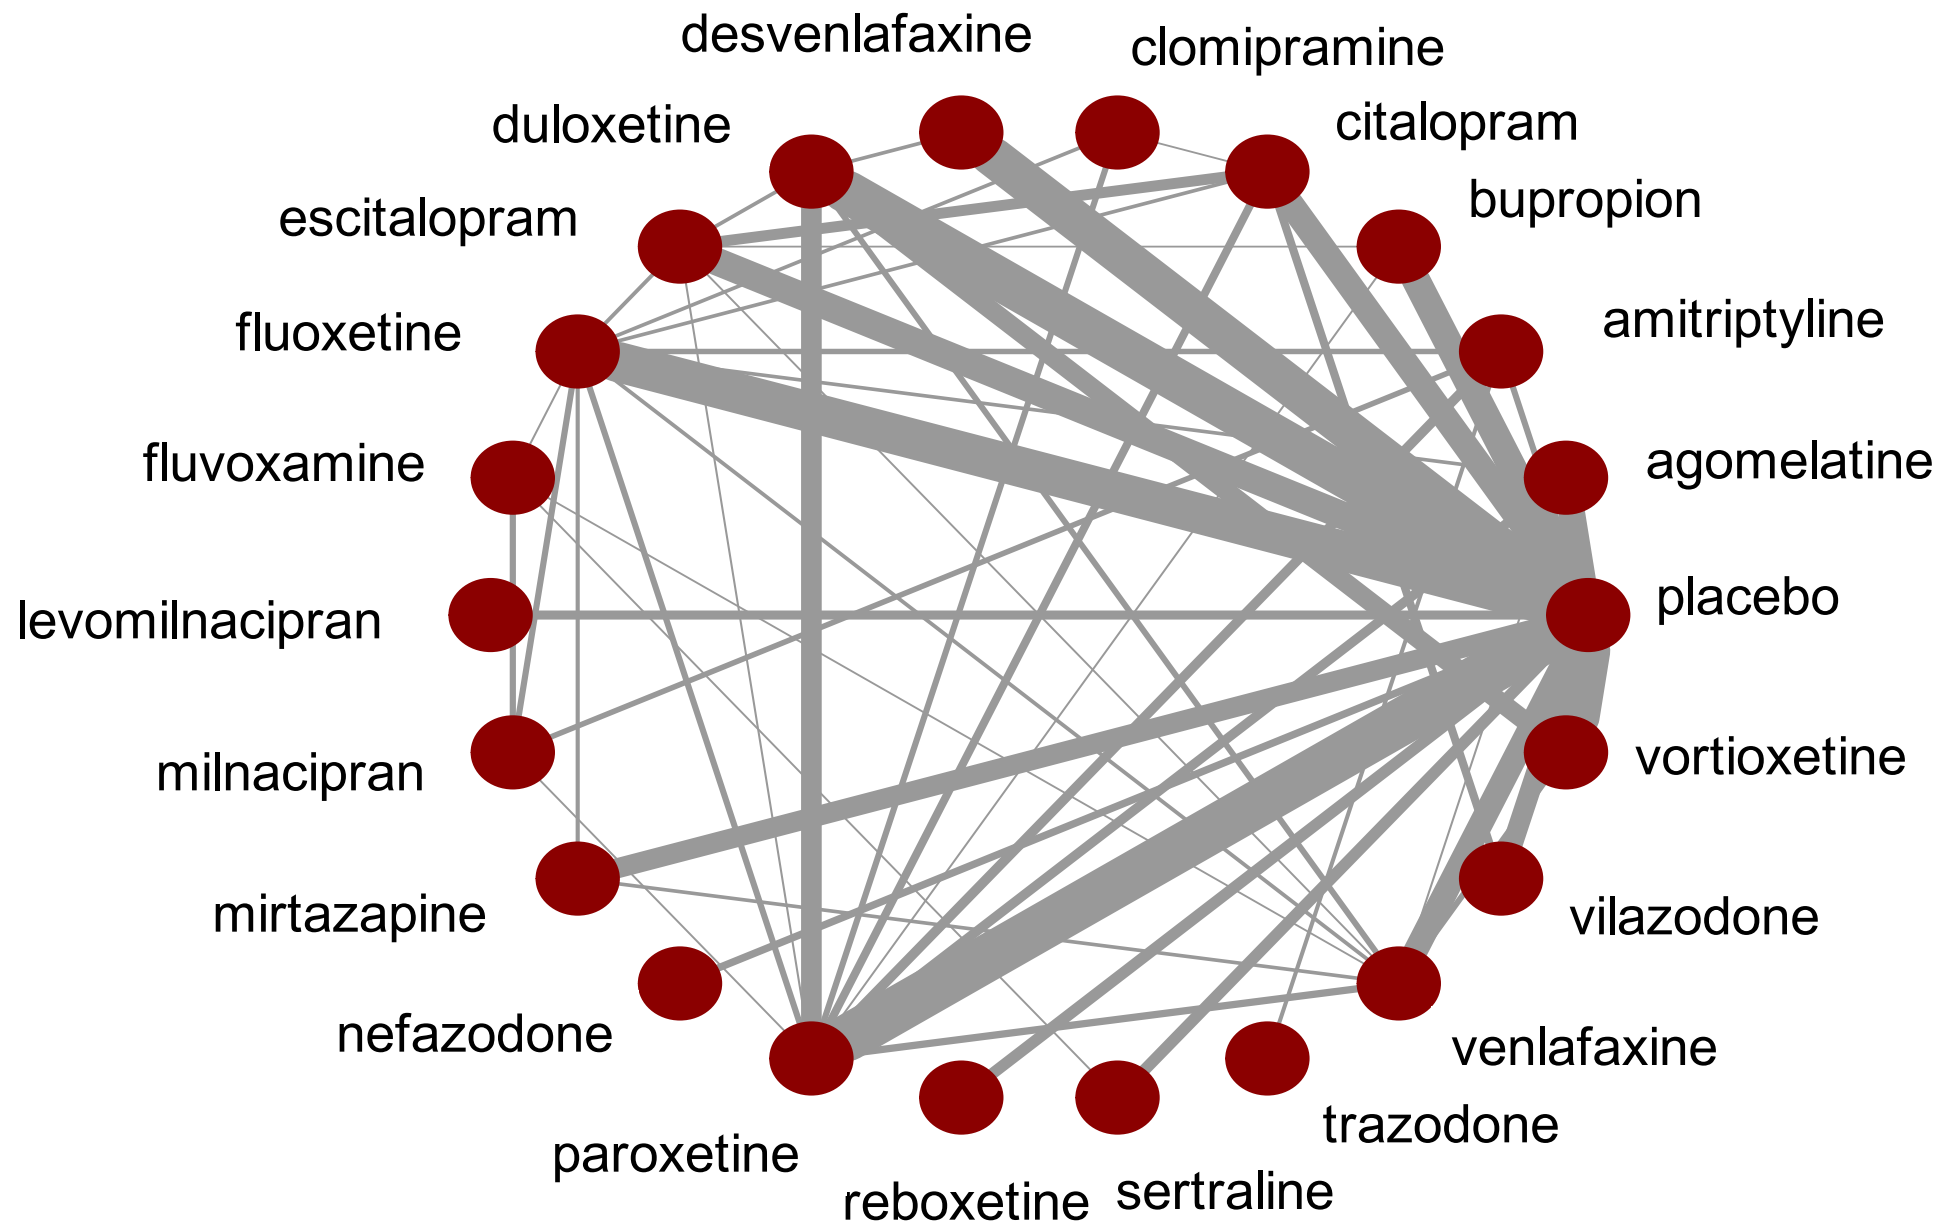 desvenlafaxine
clomipramine
duloxetine
citalopram
escitalopram
bupropion
fluoxetine
amitriptyline
fluvoxamine
agomelatine
levomilnacipran
placebo
milnacipran
vortioxetine
mirtazapine
vilazodone
nefazodone
venlafaxine
paroxetine
trazodone
reboxetine
sertraline